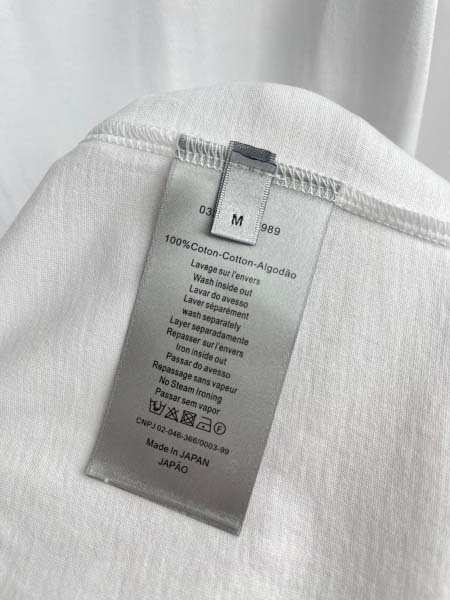 03
989
M
100%Coton-Cotton-Algodão
Lavage sur l'envers
Wash inside out
Lavar do avesso
Laver séparément
wash separately
Layer separadamente
Repasser sur l'envers
Iron inside out
Passar do avesso
Repassage sans vapeur
No Steam Ironing
Passar sem vapor
CNPJ 02-046-366/0003-99
Made In JAPAN
JAPÃO